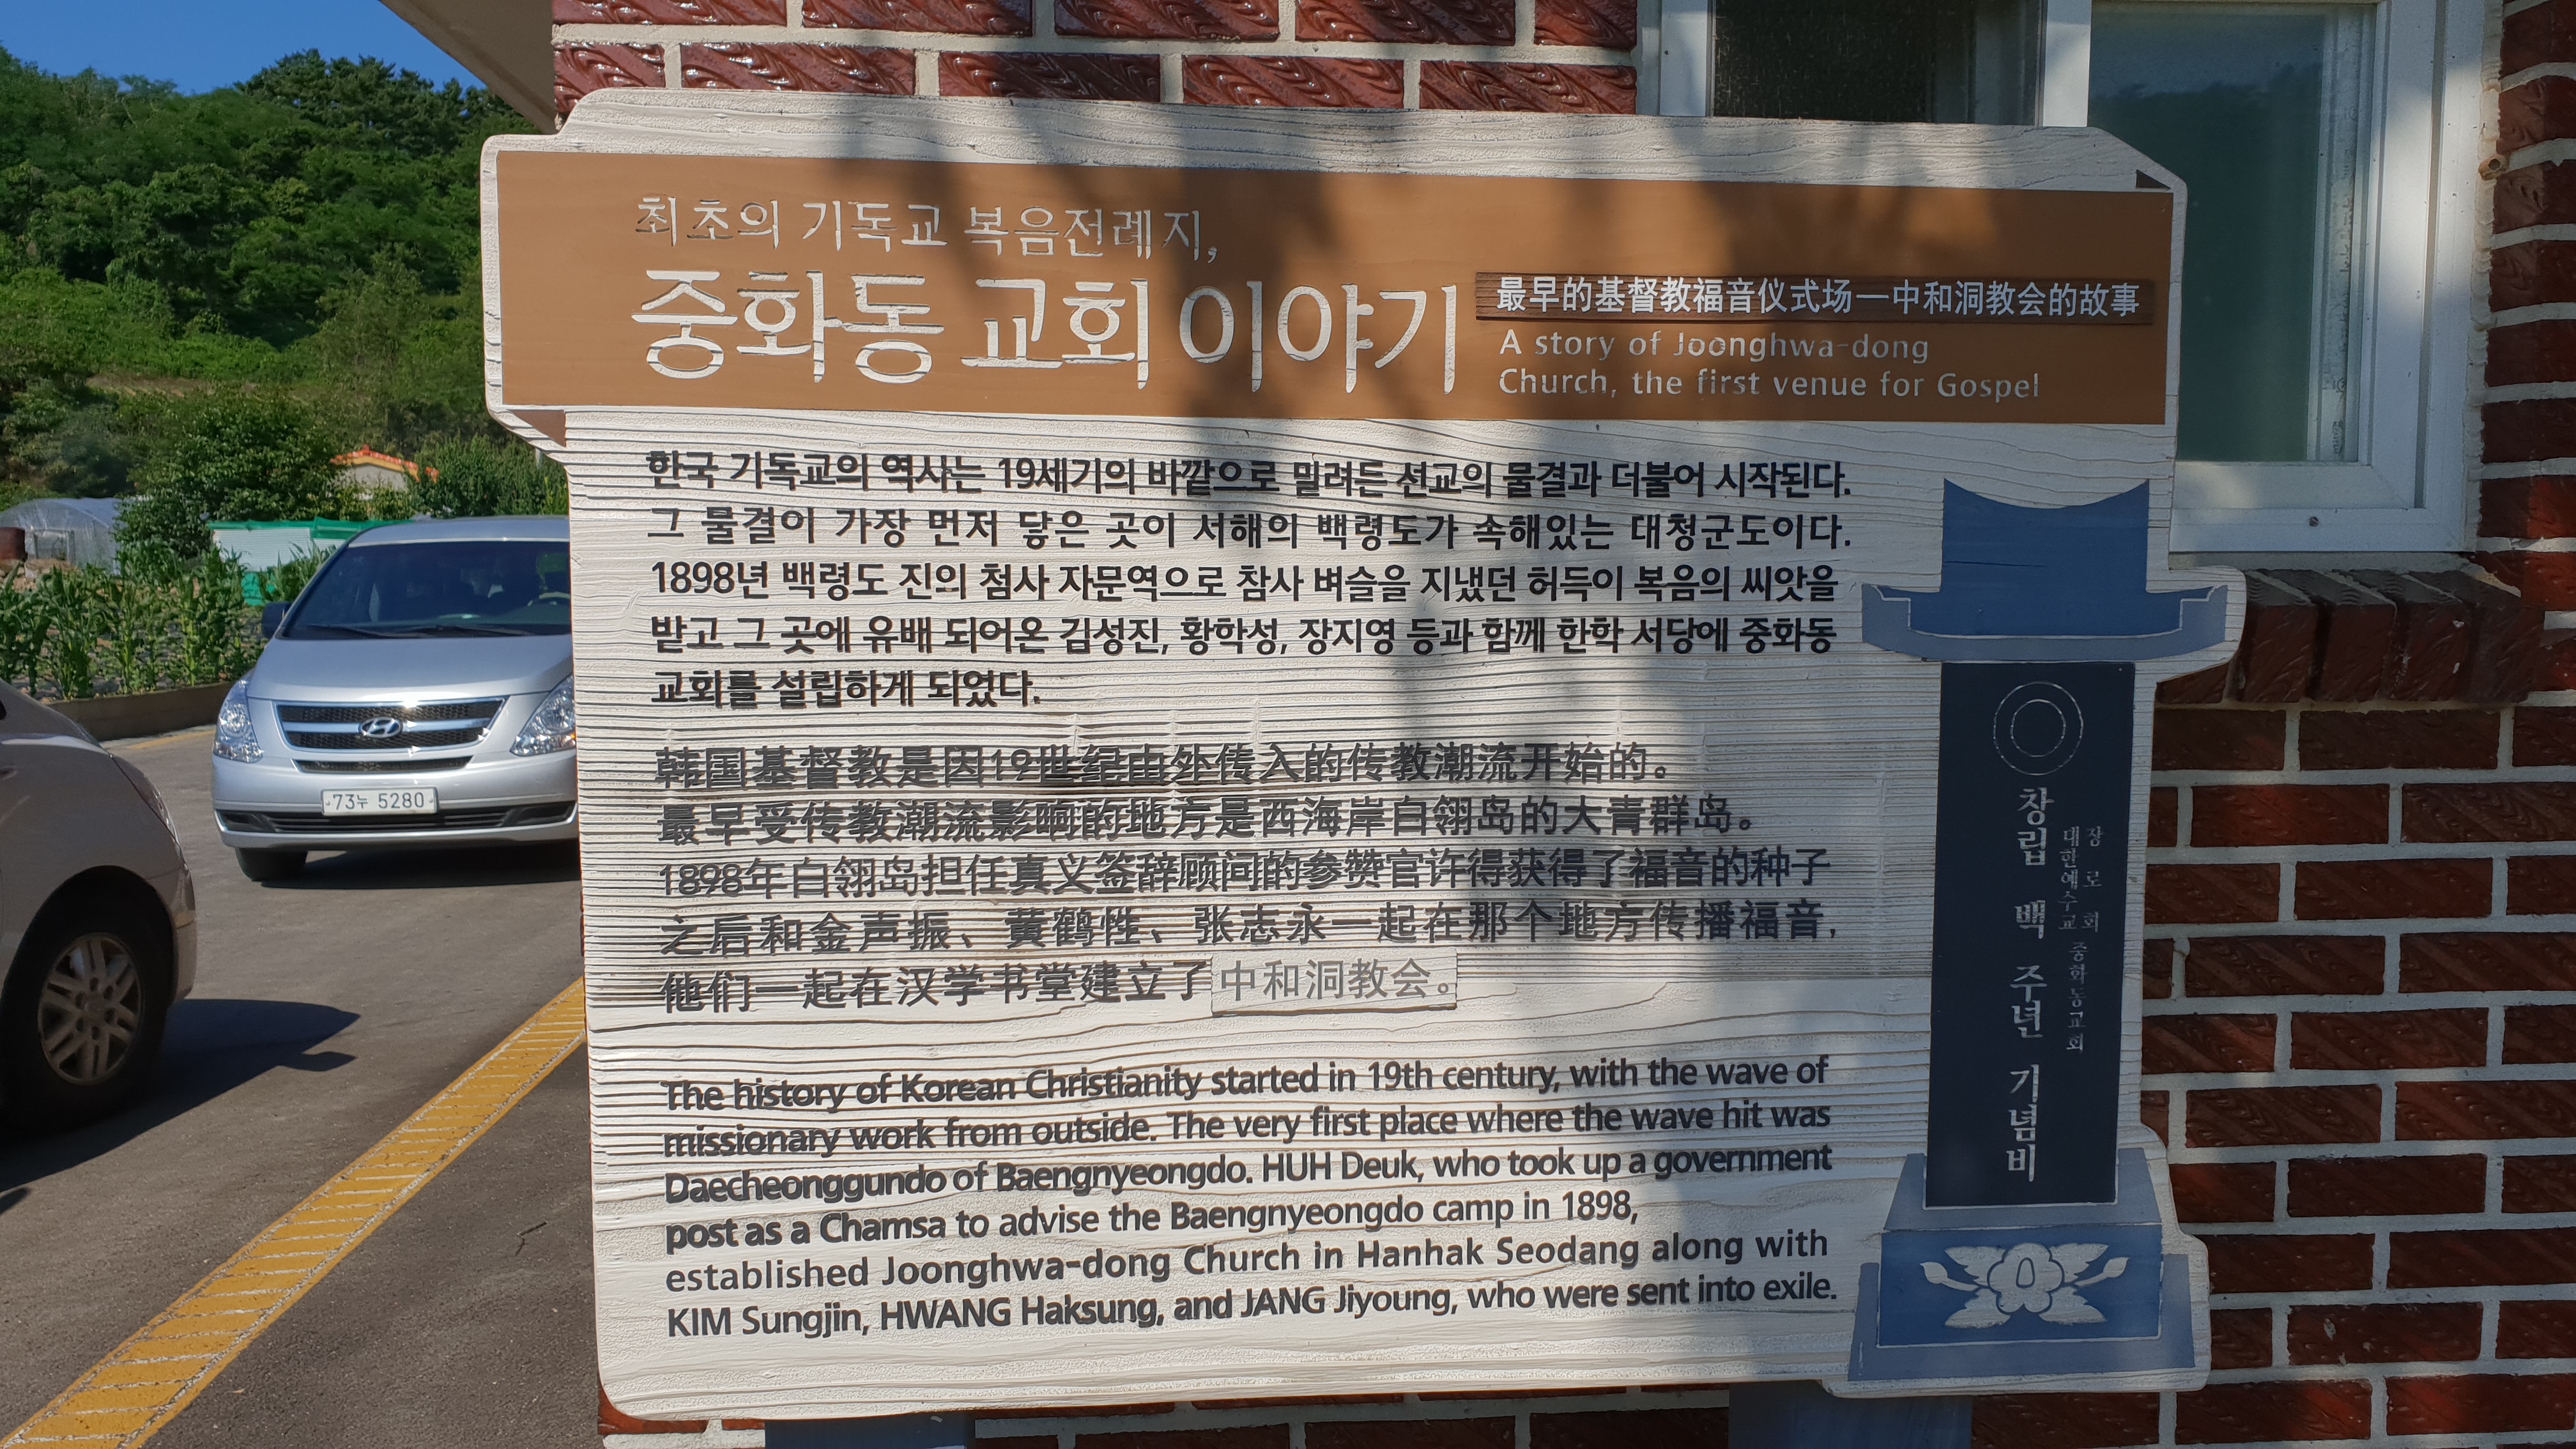 최초의 기독교 복음전례지,
중화동 교회 이야기
最早的基督教福音仪式场一中和洞教会的故事
A story of Joonghwa-dong
Church, the first venue for Gospel
한국 기독교의 역사는 19세기의 바깥으로 밀려든 선교의 물결과 더불어 시작된다.
그 물결이 가장 먼저 닿은 곳이 서해의 백령도가 속해있는 대청군도이다.
1898년 백령도 진의 첨사 자문역으로 참사 벼슬을 지냈던 허득이 복음의 씨앗을
받고 그 곳에 유배 되어온 김성진, 황학성, 장지영 등과 함께 한학 서당에 중화동
교회를 설립하게 되었다.
韩国基督教是因19世纪由外传入的传教潮流开始的。
最早受传教潮流影响的地方是西海岸白翎岛的大青群岛。
1898年白翎岛担任真义签辞顾问的参赞官许得获得了福音的种子
之后和金声振、黄鹤性、张志永一起在那个地方传播福音,
他们一起在汉学书堂建立了中和洞教会。
The history of Korean Christianity started in 19th century, with the wave of
missionary work from outside. The very first place where the wave hit was
Daecheonggundo of Baengnyeongdo. HUH Deuk, who took up a government
post as a Chamsa to advise the Baengnyeongdo camp in 1898,
established Joonghwa-dong Church in Hanhak Seodang along with
KIM Sungjin, HWANG Haksung, and JANG Jiyoung, who were sent into exile.
대한예수교
장로회
중화동교회
창립 백 주년 기념비
73누 5280